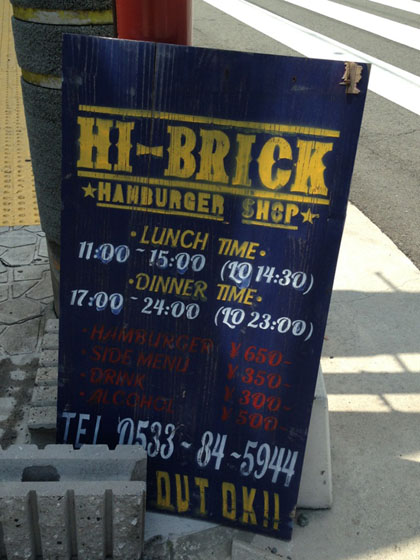 HI-BRICK
★HAMBURGER SHOP★
・LUNCH TIME・
11:00 - 15:00 (LO 14:30)
・DINNER TIME・
17:00 - 24:00 (LO 23:00)
・HAMBURGER ¥650-
・SIDE MENU ¥350-
・DRINK ¥300-
・ALCOHOL ¥500-
TEL 0533-84-5944
OUT OK!!